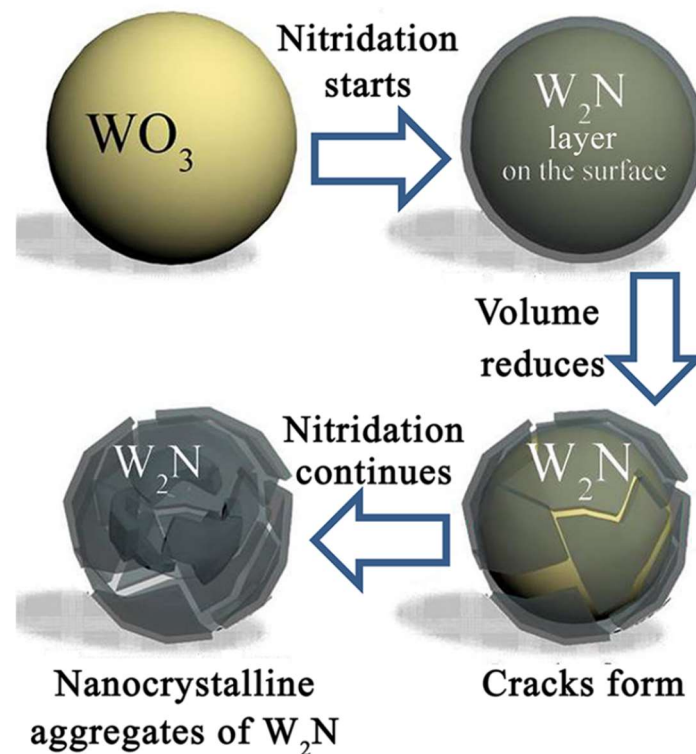 Nitridation
starts
WO₃
W₂N
layer
on the surface
Volume
reduces
W₂N
Cracks form
Nitridation
continues
W₂N
Nanocrystalline
aggregates of W₂N